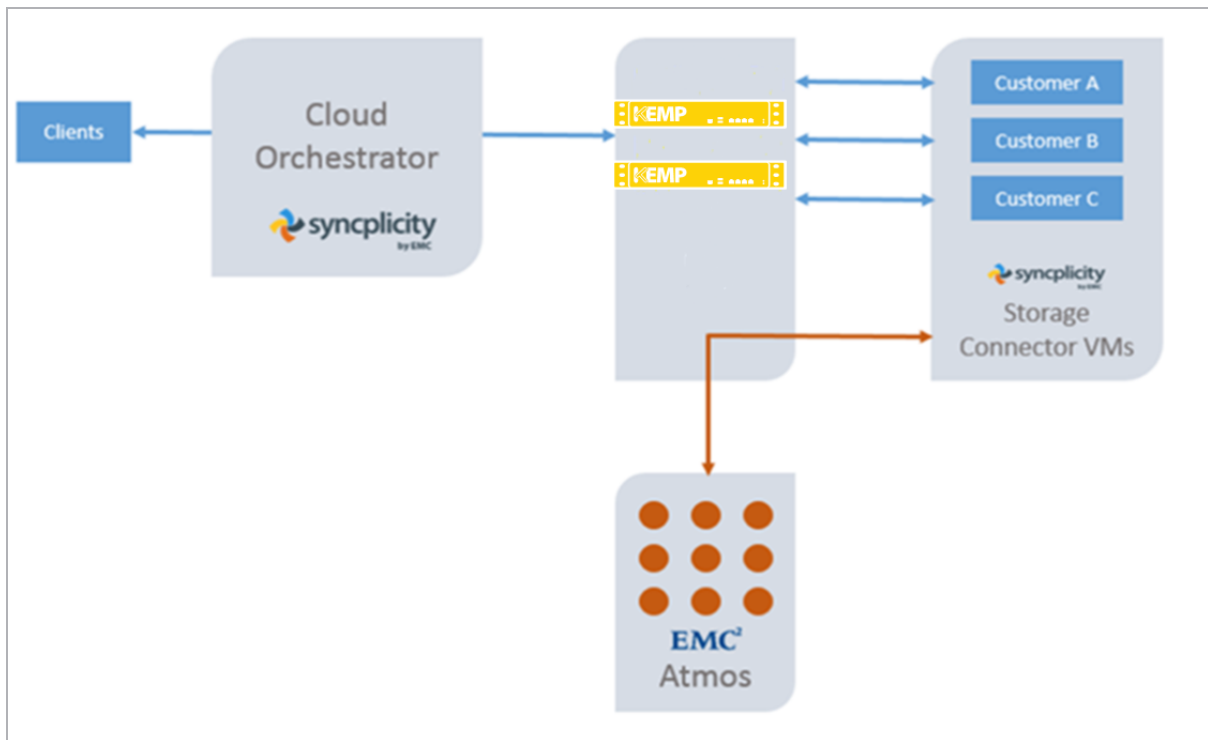 Clients
Cloud
Orchestrator
syncplicity
by EMC
KEMP
KEMP
Customer A
Customer B
Customer C
syncplicity
by EMC
Storage
Connector VMs
EMC²
Atmos